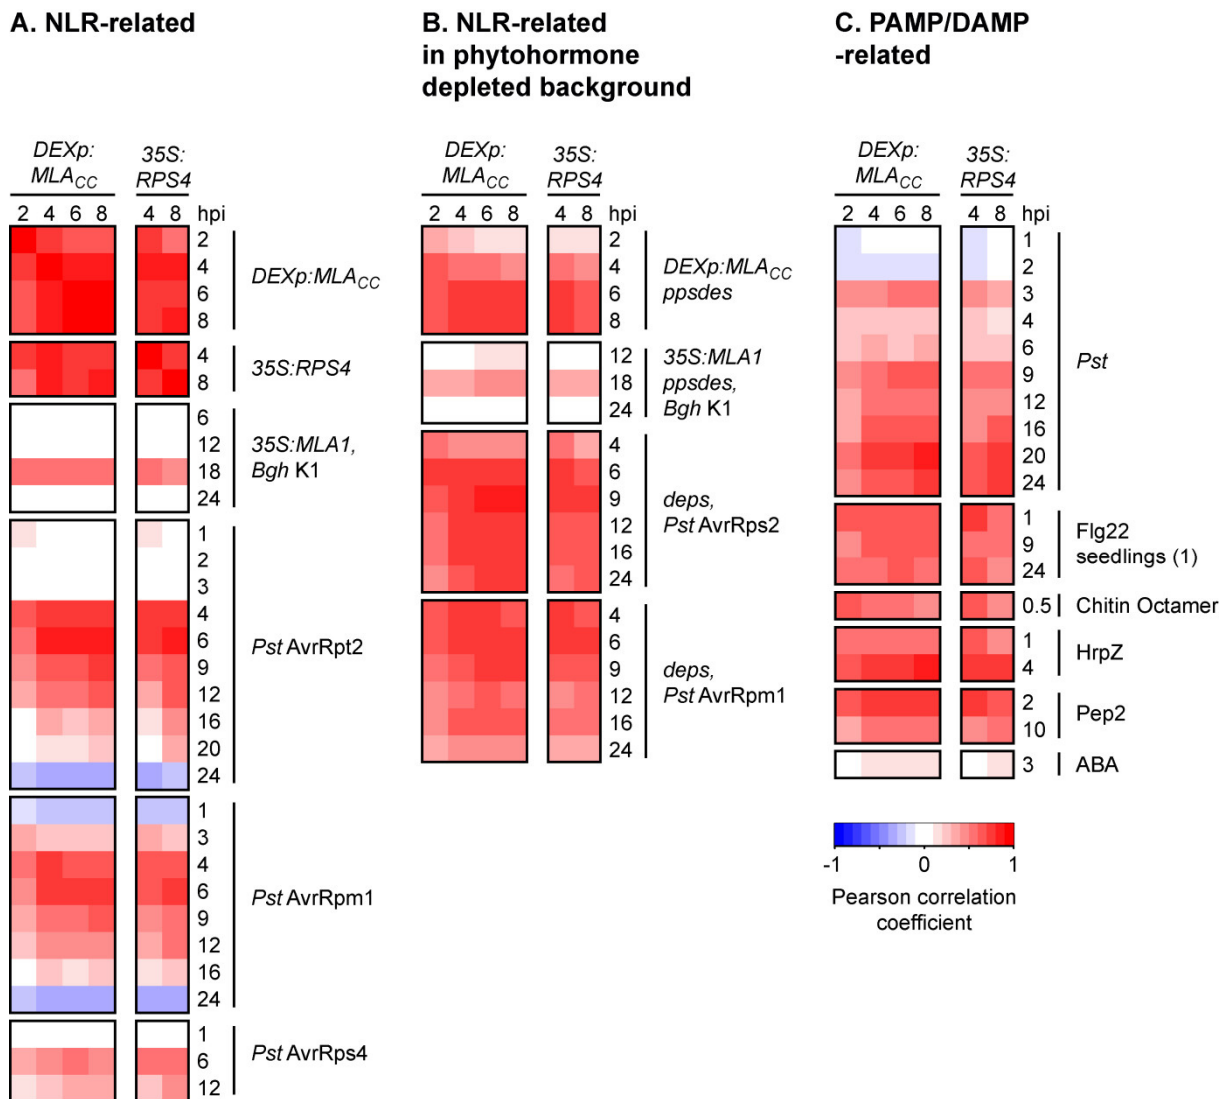 A. NLR-related
DEXp:
MLACC
35S:
RPS4
2 4 6 8 4 8 hpi
2
4
6
8
DEXp:MLACC
4
8
35S:RPS4
6
12
18
24
35S:MLA1,
Bgh K1
1
2
3
4
6
9
12
16
20
24
Pst AvrRpt2
1
3
4
6
9
12
16
24
Pst AvrRpm1
1
6
12
Pst AvrRps4
B. NLR-related
in phytohormone
depleted background
DEXp:
MLACC
35S:
RPS4
2 4 6 8 4 8 hpi
2
4
6
8
DEXp:MLACC
ppsdes
12
18
24
35S:MLA1
ppsdes,
Bgh K1
4
6
9
12
16
24
deps,
Pst AvrRps2
4
6
9
12
16
24
deps,
Pst AvrRpm1
C. PAMP/DAMP
-related
DEXp:
MLACC
35S:
RPS4
2 4 6 8 4 8 hpi
1
2
3
4
6
9
12
16
20
24
Pst
1
9
24
Flg22
seedlings (1)
0.5
Chitin Octamer
1
4
HrpZ
2
10
Pep2
3
ABA
-1 0 1
Pearson correlation
coefficient